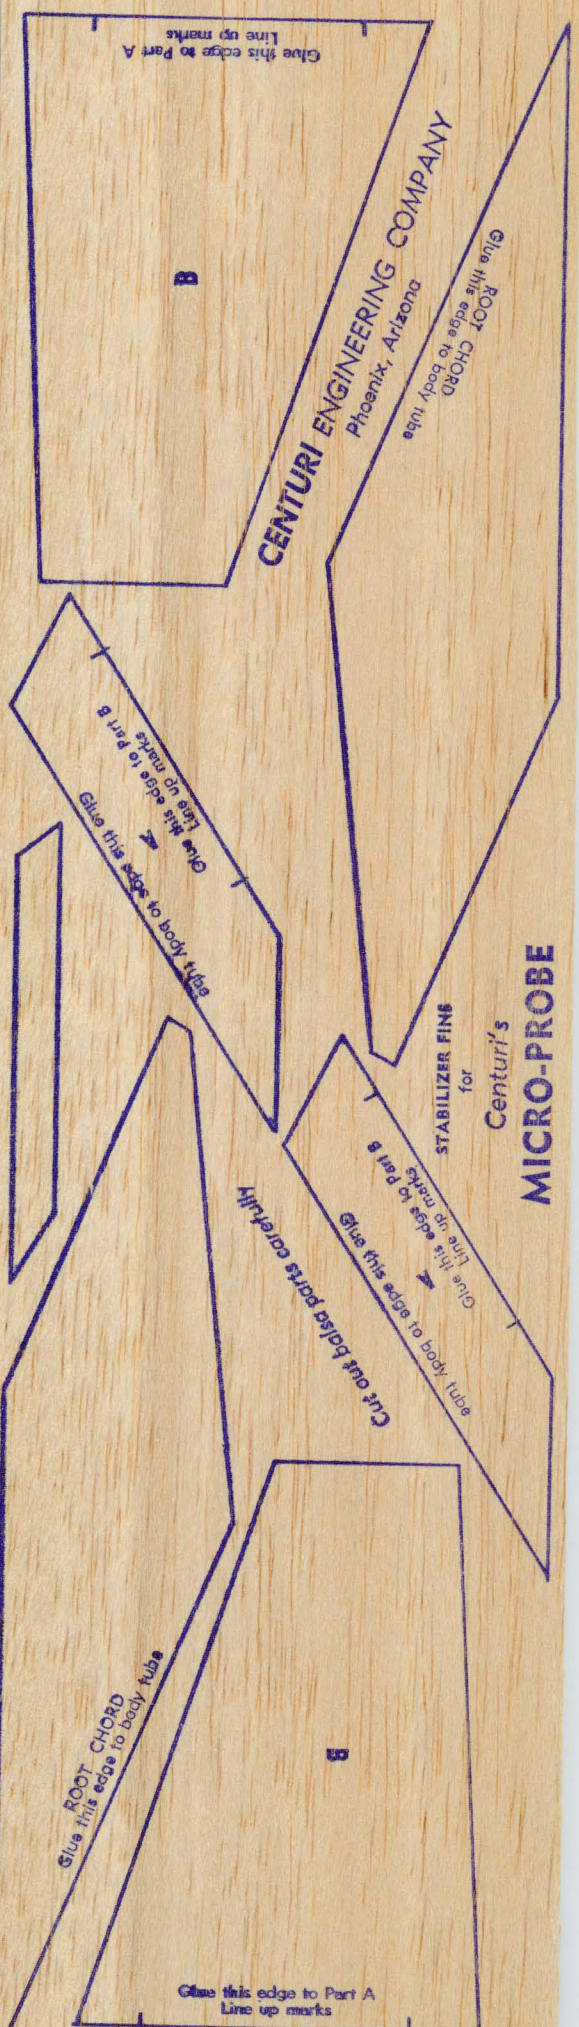 Glue this edge to Part A
Line up marks
B
CENTURI ENGINEERING COMPANY
Phoenix, Arizona
ROOT CHORD
Glue this edge to body tube
Glue this edge to Part B
Line up marks
A
Glue this edge to body tube
STABILIZER FINS
for
Centuri's
MICRO-PROBE
Glue this edge to Part B
Line up marks
A
Glue this edge to body tube
Cut out balsa parts carefully
ROOT CHORD
Glue this edge to body tube
B
Glue this edge to Part A
Line up marks